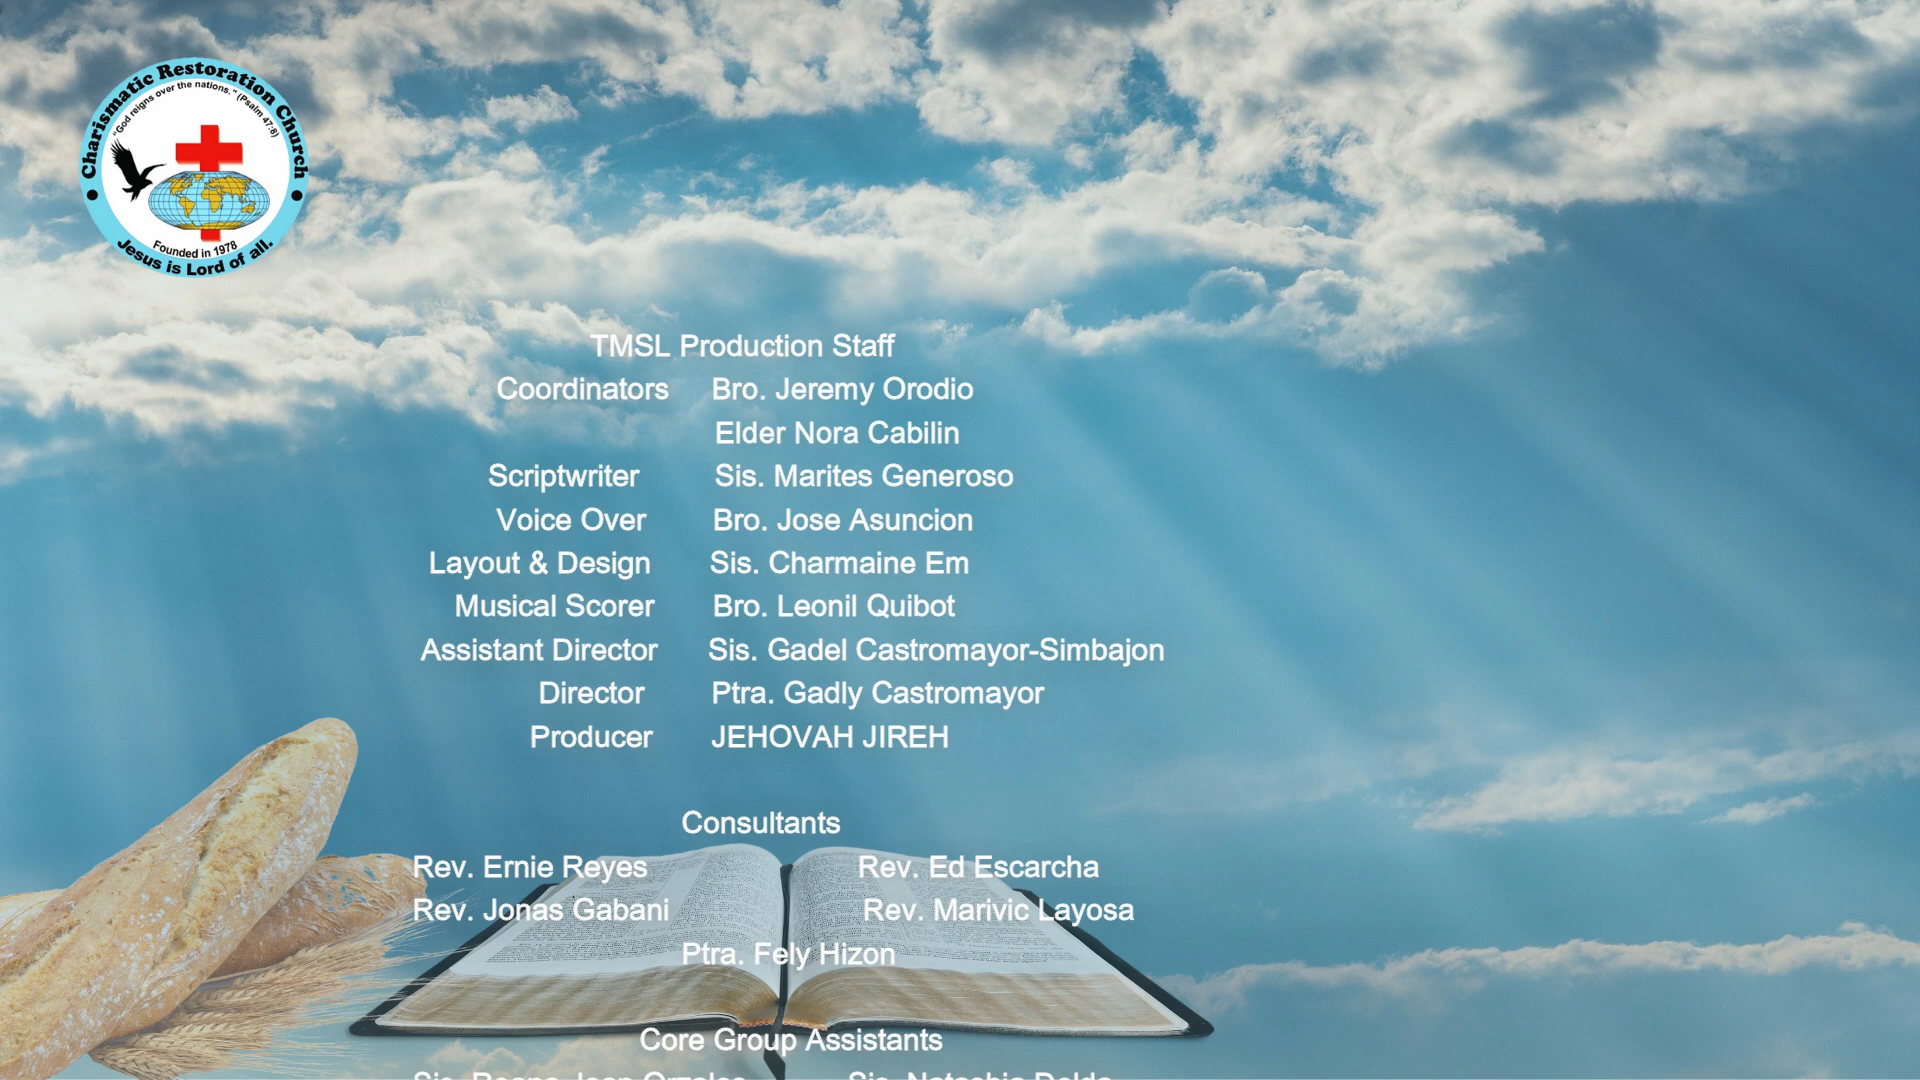 Charismatic Restoration Church
"God reigns over the nations." (Psalm 47:8)
Founded in 1978
Jesus is Lord of all.
TMSL Production Staff
Coordinators Bro. Jeremy Orodio
Elder Nora Cabilin
Scriptwriter Sis. Marites Generoso
Voice Over Bro. Jose Asuncion
Layout & Design Sis. Charmaine Em
Musical Scorer Bro. Leonil Quibot
Assistant Director Sis. Gadel Castromayor-Simbajon
Director Ptra. Gadly Castromayor
Producer JEHOVAH JIREH
Consultants
Rev. Ernie Reyes Rev. Ed Escarcha
Rev. Jonas Gabani Rev. Marivic Layosa
Ptra. Fely Hizon
Core Group Assistants